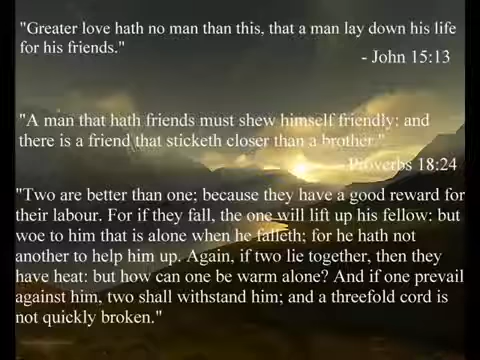 "Greater love hath no man than this, that a man lay down his life
for his friends."
- John 15:13
"A man that hath friends must shew himself friendly: and
there is a friend that sticketh closer than a brother."
- Proverbs 18:24
"Two are better than one; because they have a good reward for
their labour. For if they fall, the one will lift up his fellow: but
woe to him that is alone when he falleth; for he hath not
another to help him up. Again, if two lie together, then they
have heat: but how can one be warm alone? And if one prevail
against him, two shall withstand him; and a threefold cord is
not quickly broken."